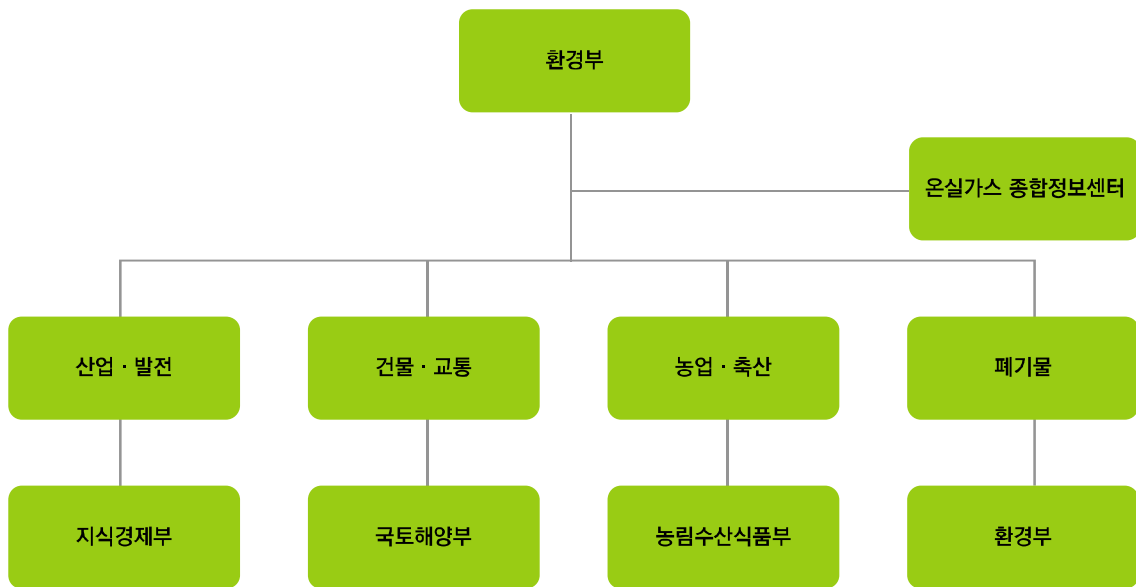 환경부
온실가스 종합정보센터
산업 · 발전
건물 · 교통
농업 · 축산
폐기물
지식경제부
국토해양부
농림수산식품부
환경부